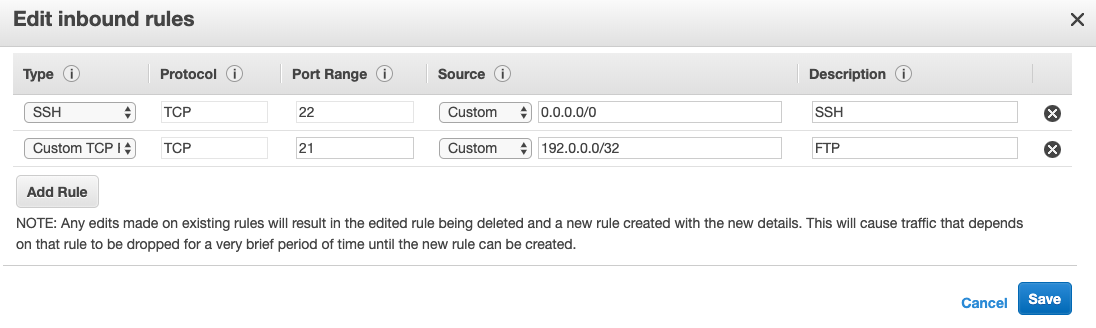 Edit inbound rules
Type Protocol Port Range Source Description
SSH TCP 22 Custom 0.0.0.0/0 SSH
Custom TCP I TCP 21 Custom 192.0.0.0/32 FTP
Add Rule
NOTE: Any edits made on existing rules will result in the edited rule being deleted and a new rule created with the new details. This will cause traffic that depends
on that rule to be dropped for a very brief period of time until the new rule can be created.
Cancel Save